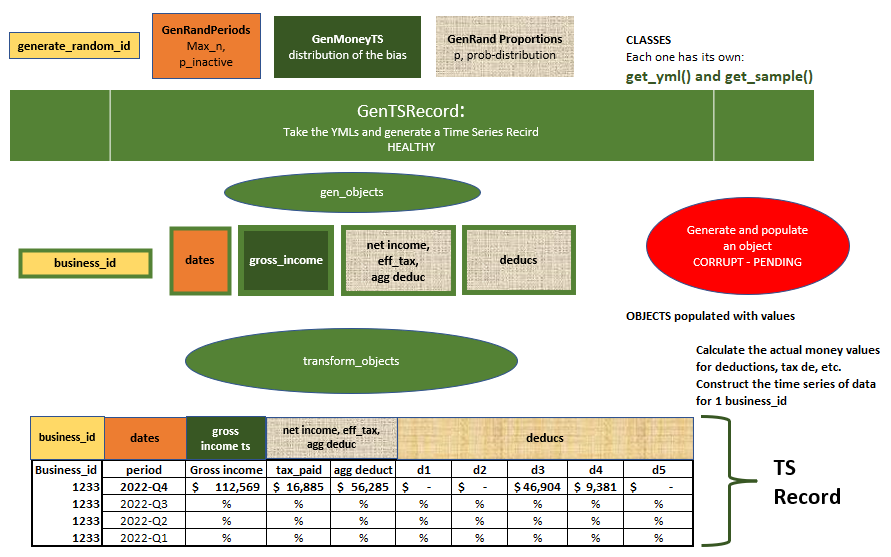 generate_random_id
GenRandPeriods
Max_n,
p_inactive
GenMoneyTS
distribution of the bias
GenRand Proportions
p, prob-distribution
CLASSES
Each one has its own:
get_yml() and get_sample()
GenTSRecord:
Take the YMLs and generate a Time Series Recird
HEALTHY
gen_objects
business_id
dates
gross_income
net income,
eff_tax,
agg deduc
deducs
Generate and populate
an object
CORRUPT - PENDING
OBJECTS populated with values
transform_objects
Calculate the actual money values
for deductions, tax de, etc.
Construct the time series of data
for 1 business_id
business_id
dates
gross
income ts
net income, eff_tax,
agg deduc
deducs
Business_id period Gross income tax_paid agg deduct d1 d2 d3 d4 d5
1233 2022-Q4 $ 112,569 $ 16,885 $ 56,285 $ - $ - $ 46,904 $ 9,381 $ -
1233 2022-Q3 % % % % % % % %
1233 2022-Q2 % % % % % % % %
1233 2022-Q1 % % % % % % % %
TS
Record